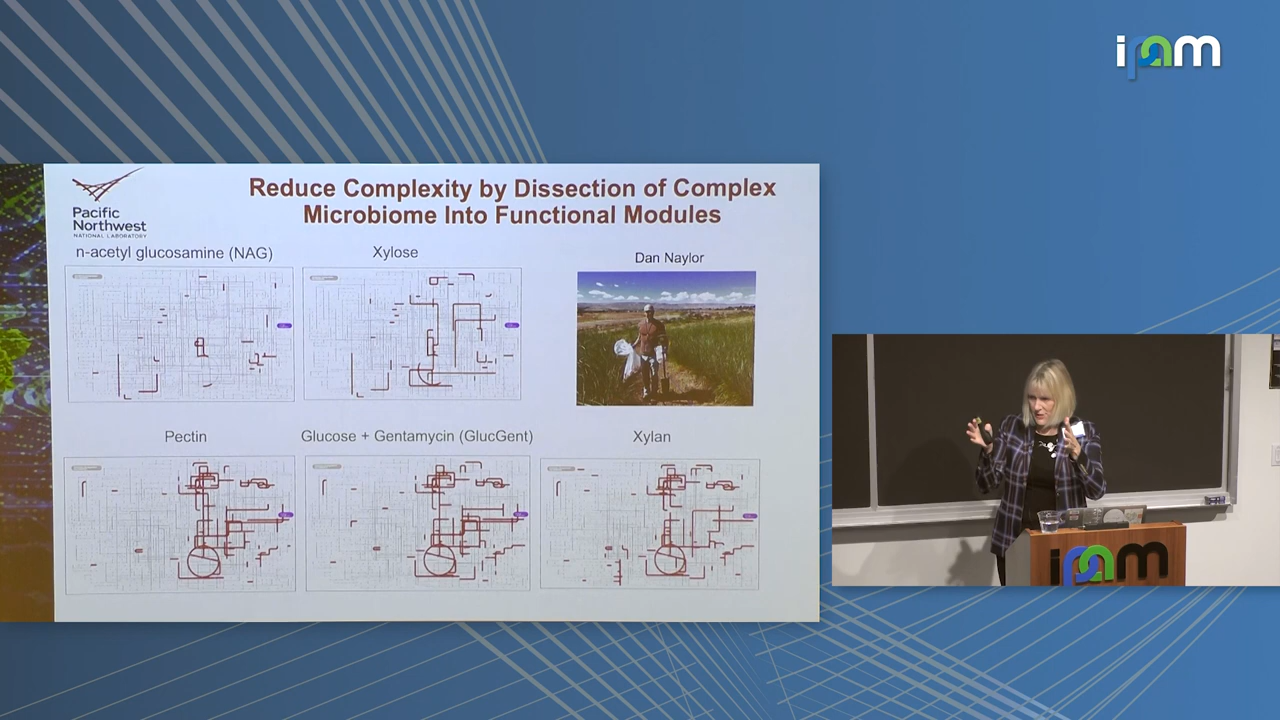 ipam
Pacific
Northwest
NATIONAL LABORATORY
Reduce Complexity by Dissection of Complex
Microbiome Into Functional Modules
n-acetyl glucosamine (NAG)
Xylose
Dan Naylor
Pectin
Glucose + Gentamycin (GlucGent)
Xylan
ipam